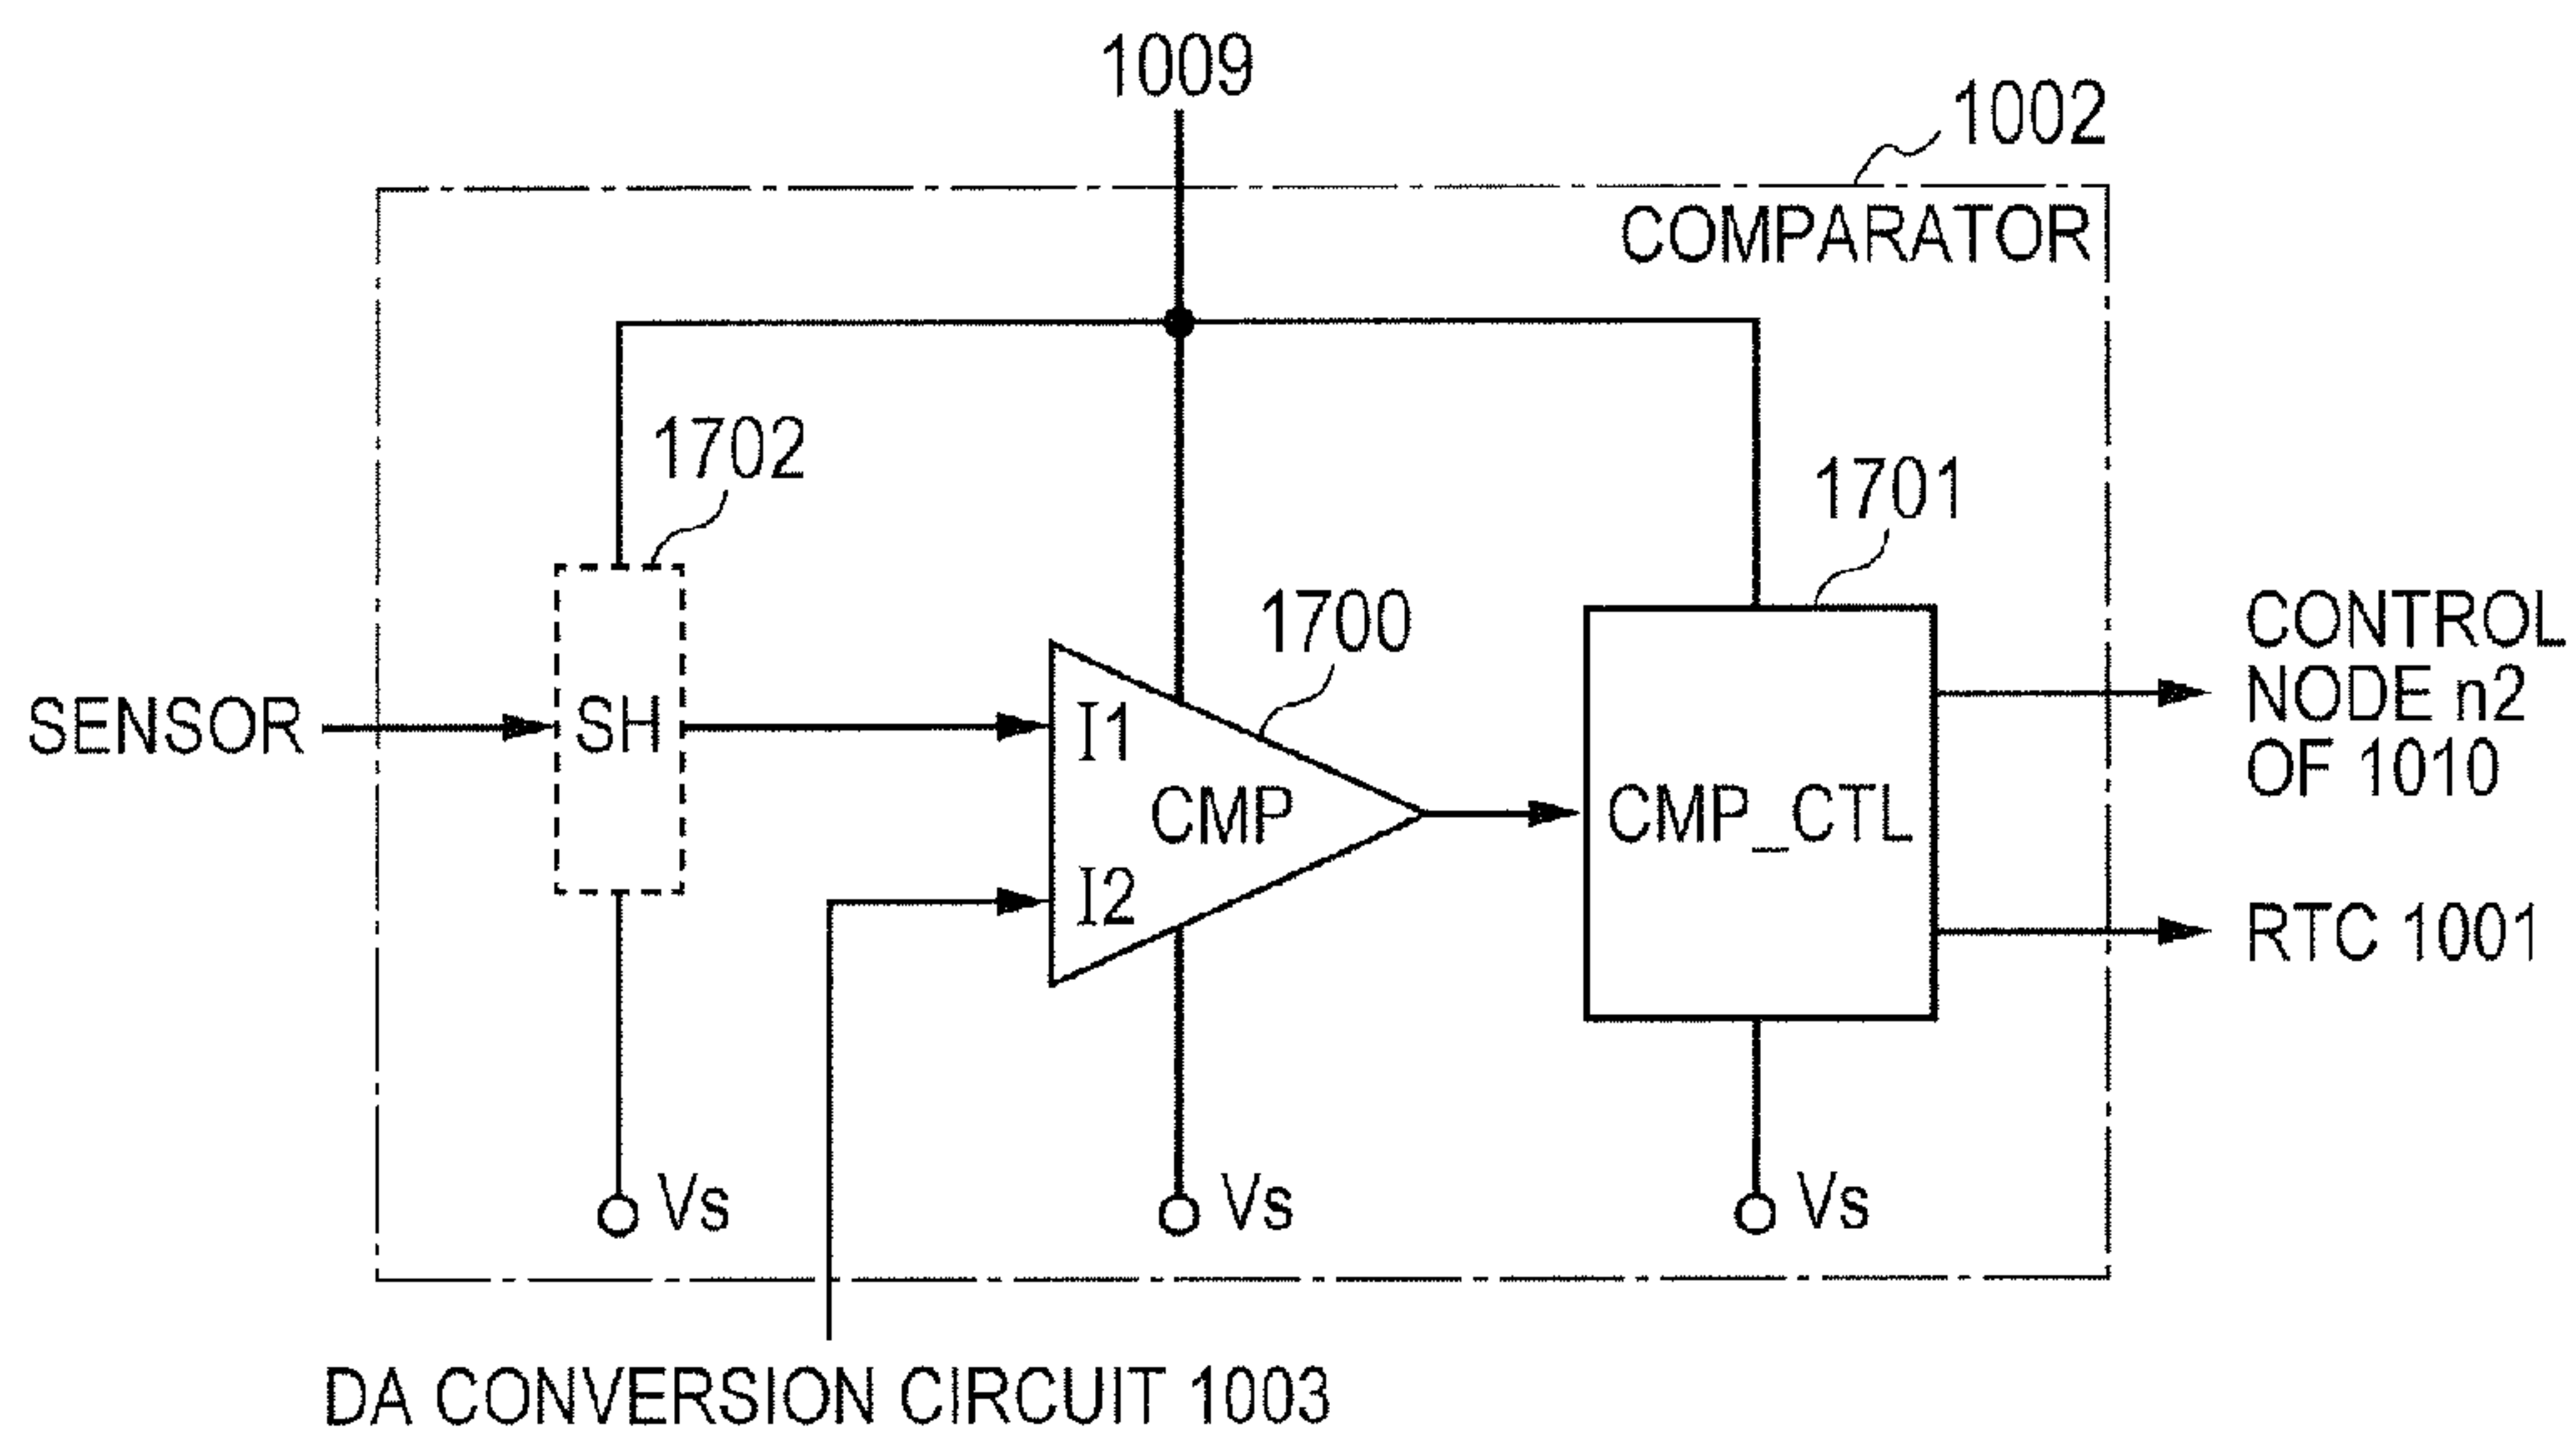 1009
1002
COMPARATOR
1702
1701
1700
SENSOR
SH
I1
CMP
I2
CMP_CTL
CONTROL
NODE n2
OF 1010
RTC 1001
Vs
Vs
Vs
DA CONVERSION CIRCUIT 1003